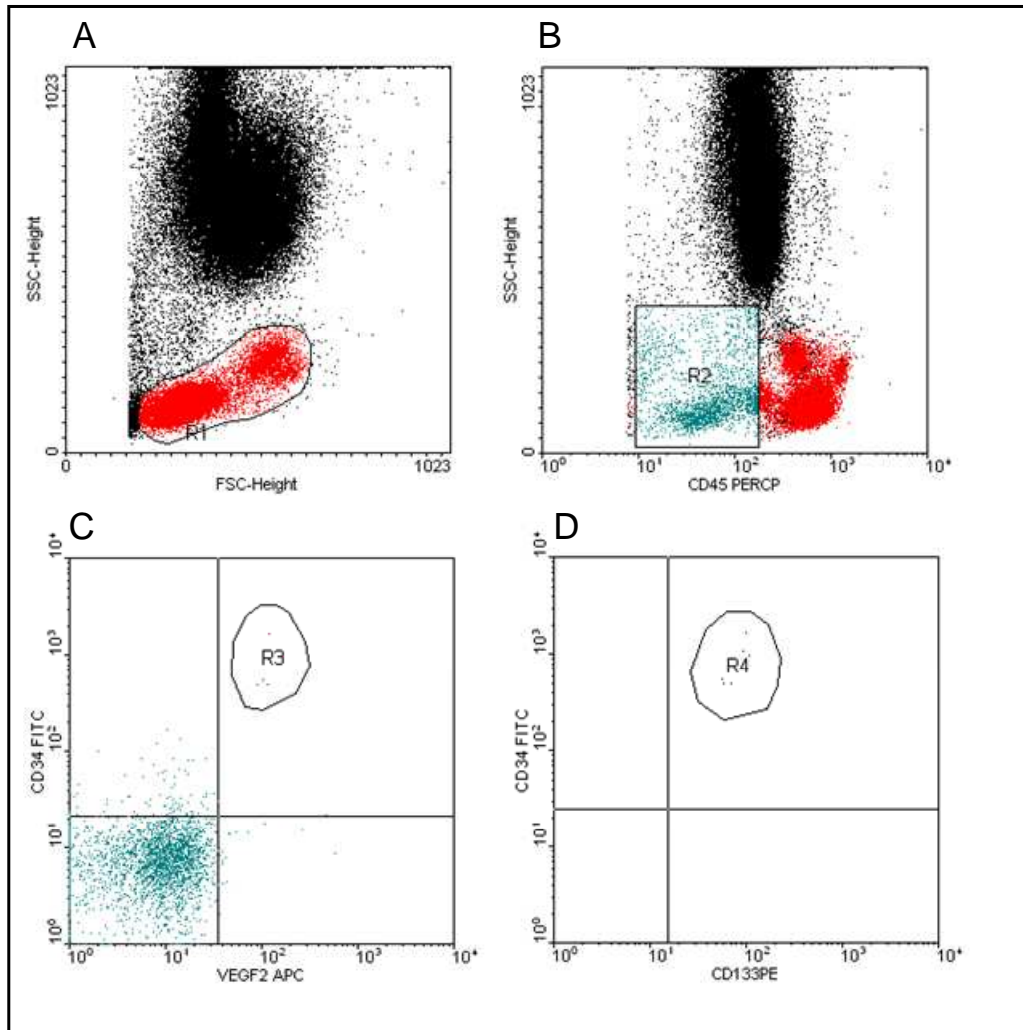 A
1023
SSC-Height
0
R1
0
1023
FSC-Height
B
1023
SSC-Height
0
R2
10⁰
10¹
10²
10³
10⁴
CD45 PERCP
C
10⁴
10³
10²
10¹
10⁰
CD34 FITC
R3
10¹
10²
10³
10⁴
VEGF2 APC
D
10⁴
10³
10²
10¹
10⁰
CD34 FITC
R4
10⁰
10¹
10²
10³
10⁴
CD133PE